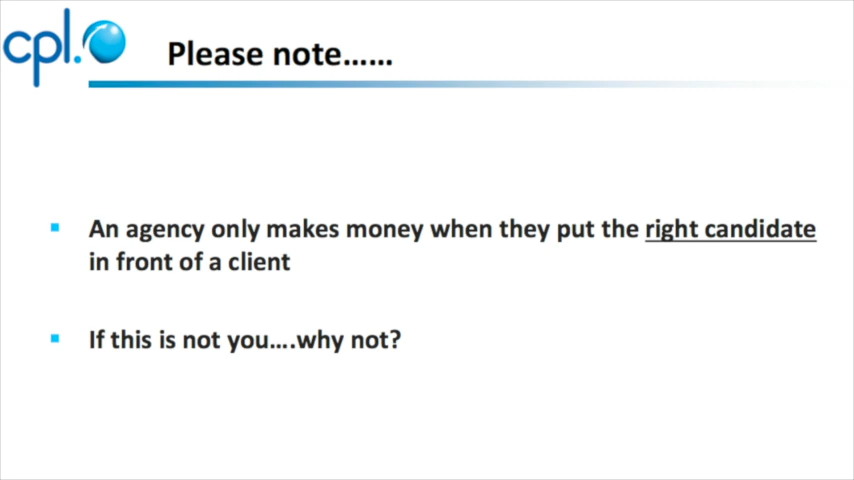 cpl.
Please note……
An agency only makes money when they put the right candidate
in front of a client
If this is not you….why not?